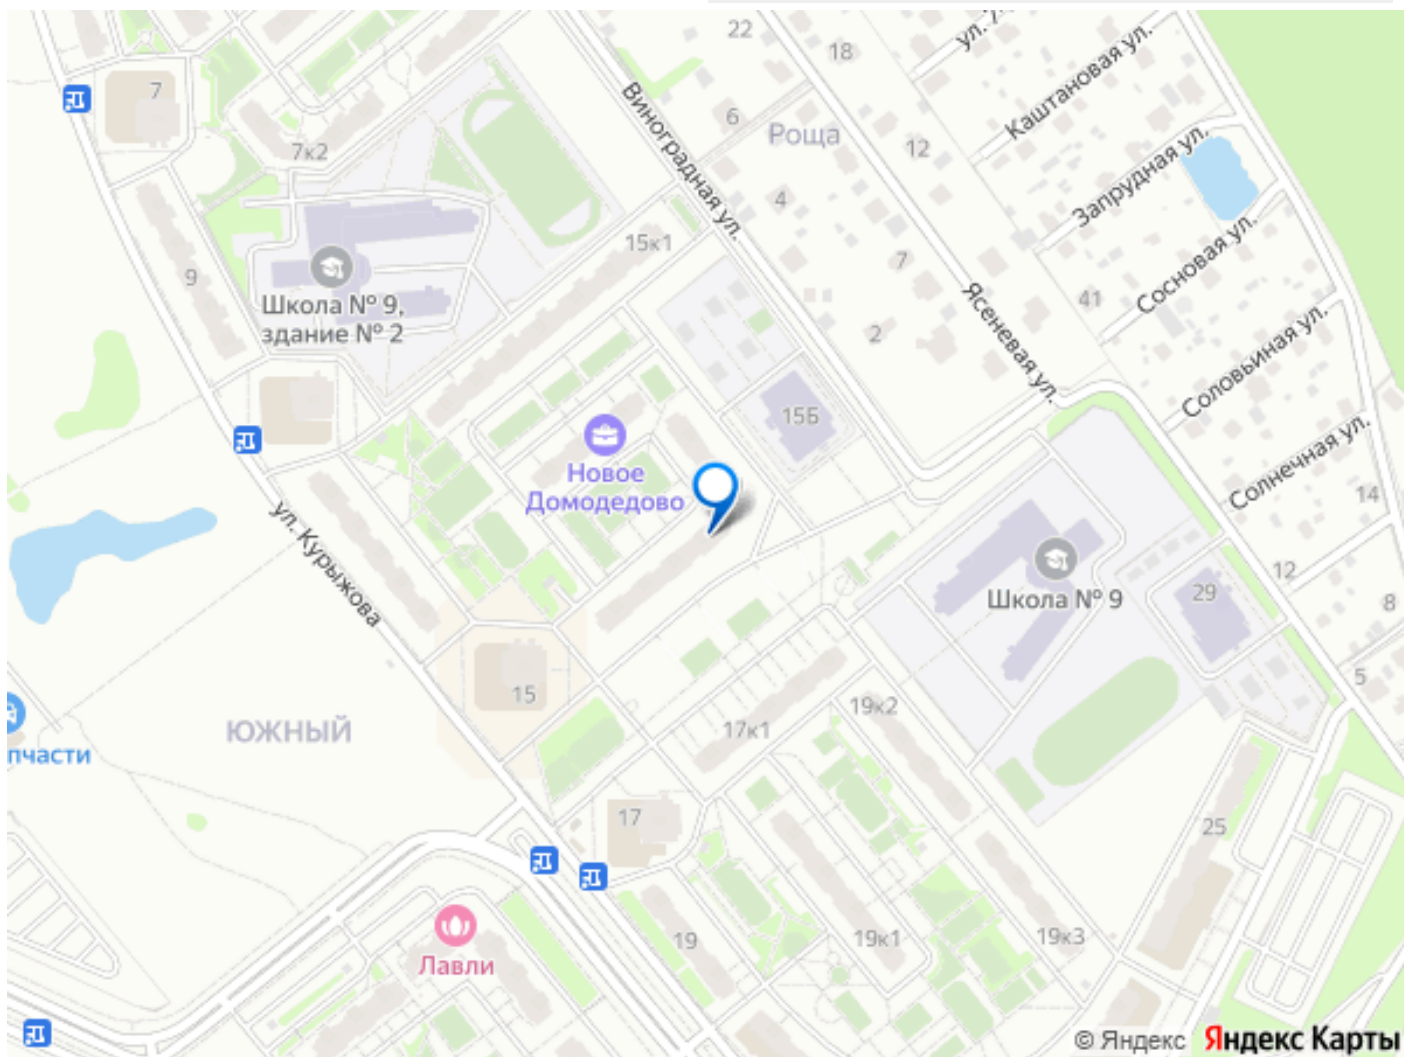 22
ул. Л
18
Каштановая ул.
7
Виноградная ул.
6
Роща
12
7к2
Запрудная ул.
4
15к1
Сосновая ул.
7
9
Школа № 9,
здание № 2
41
Ясеневая ул.
2
Соловьиная ул.
15Б
Солнечная ул.
Новое
Домодедово
14
ул. Курыжова
12
Школа № 9
29
8
5
15
19к2
ЮЖНЫЙ
17к1
пчасти
17
25
19
19к1
19к3
Лавли
© Яндекс Яндекс Карты